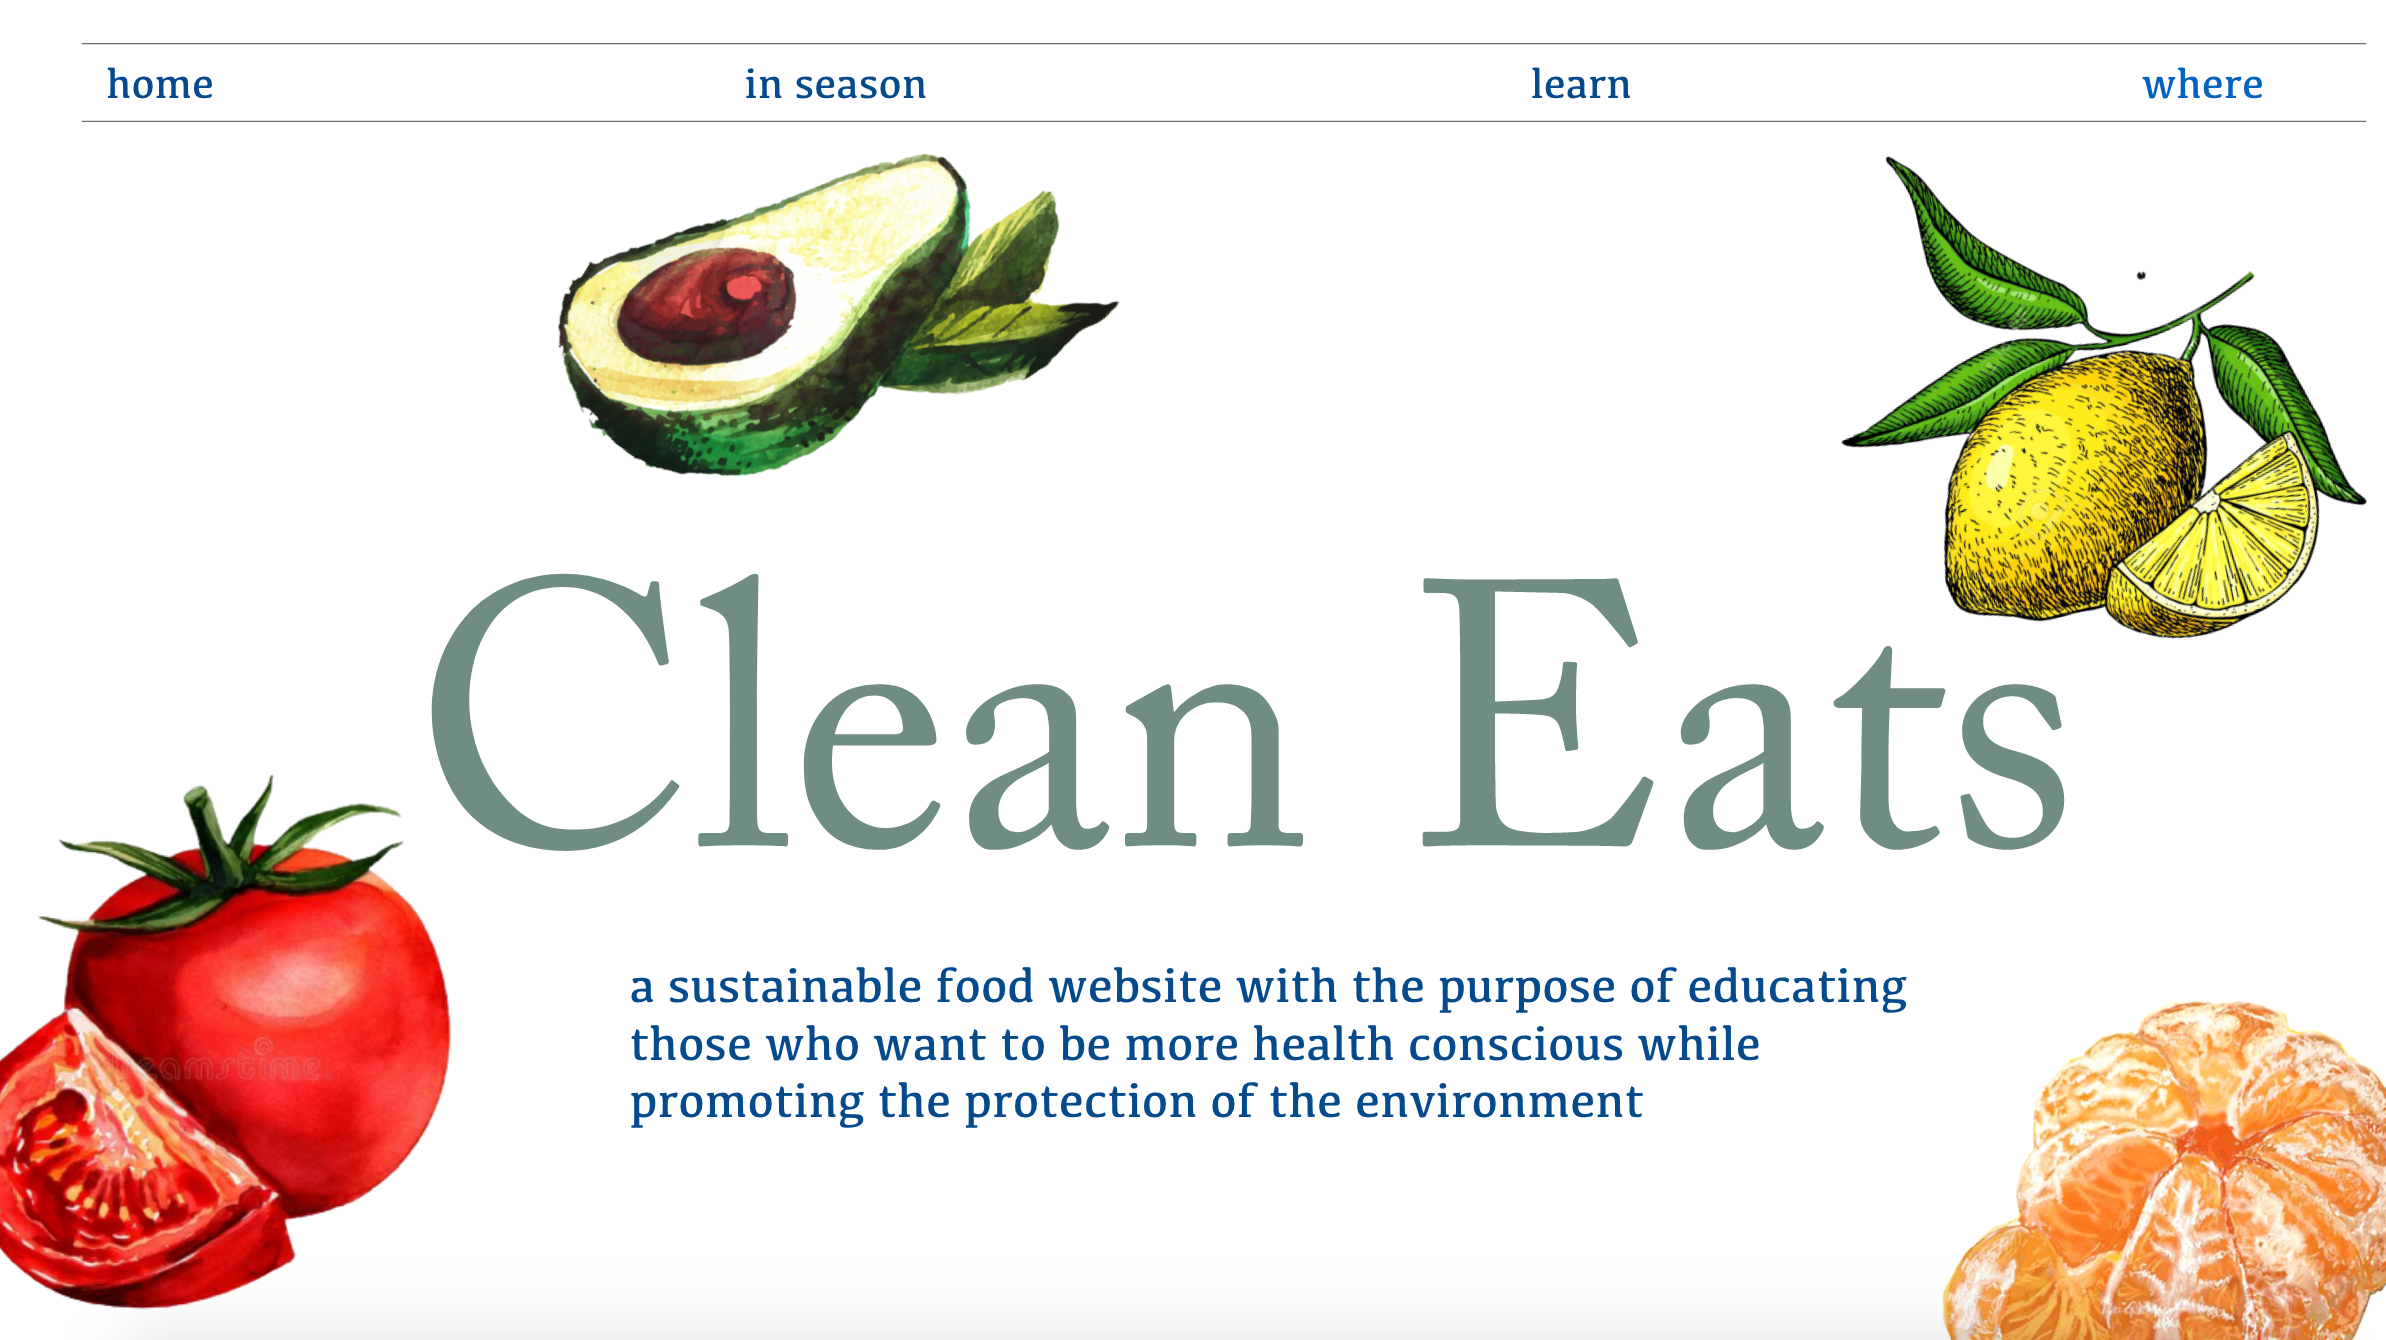 home in season learn where
Clean Eats
a sustainable food website with the purpose of educating
those who want to be more health conscious while
promoting the protection of the environment